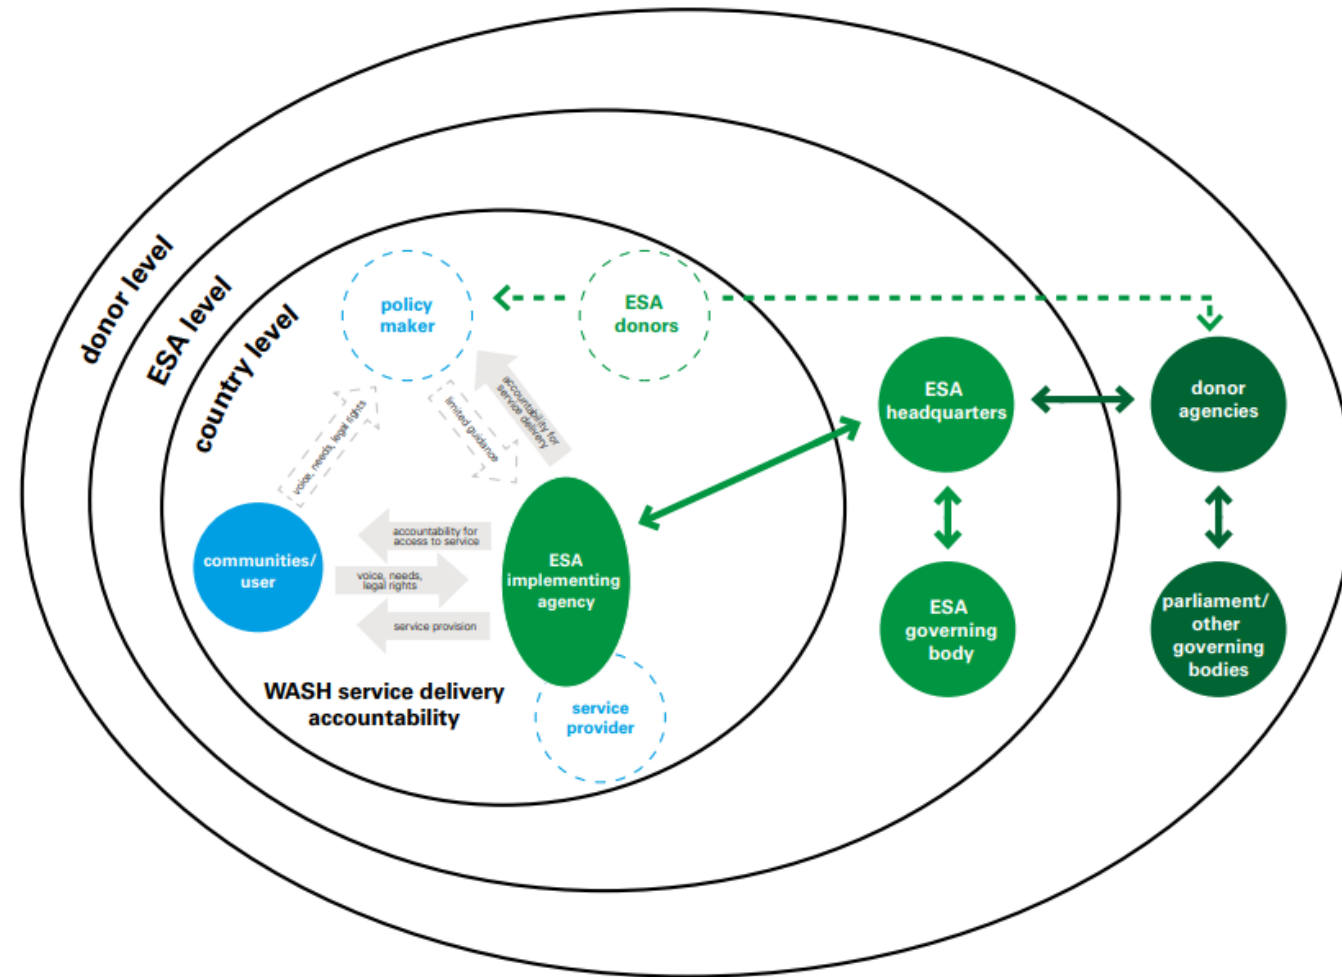 donor level
ESA level
country level
policy
maker
ESA
donors
voice, needs, legal rights
limited guidance
accountability for
service delivery
ESA
headquarters
donor
agencies
communities/
user
accountability for
access to service
voice, needs,
legal rights
service provision
ESA
implementing
agency
ESA
governing
body
parliament/
other
governing
bodies
WASH service delivery
accountability
service
provider